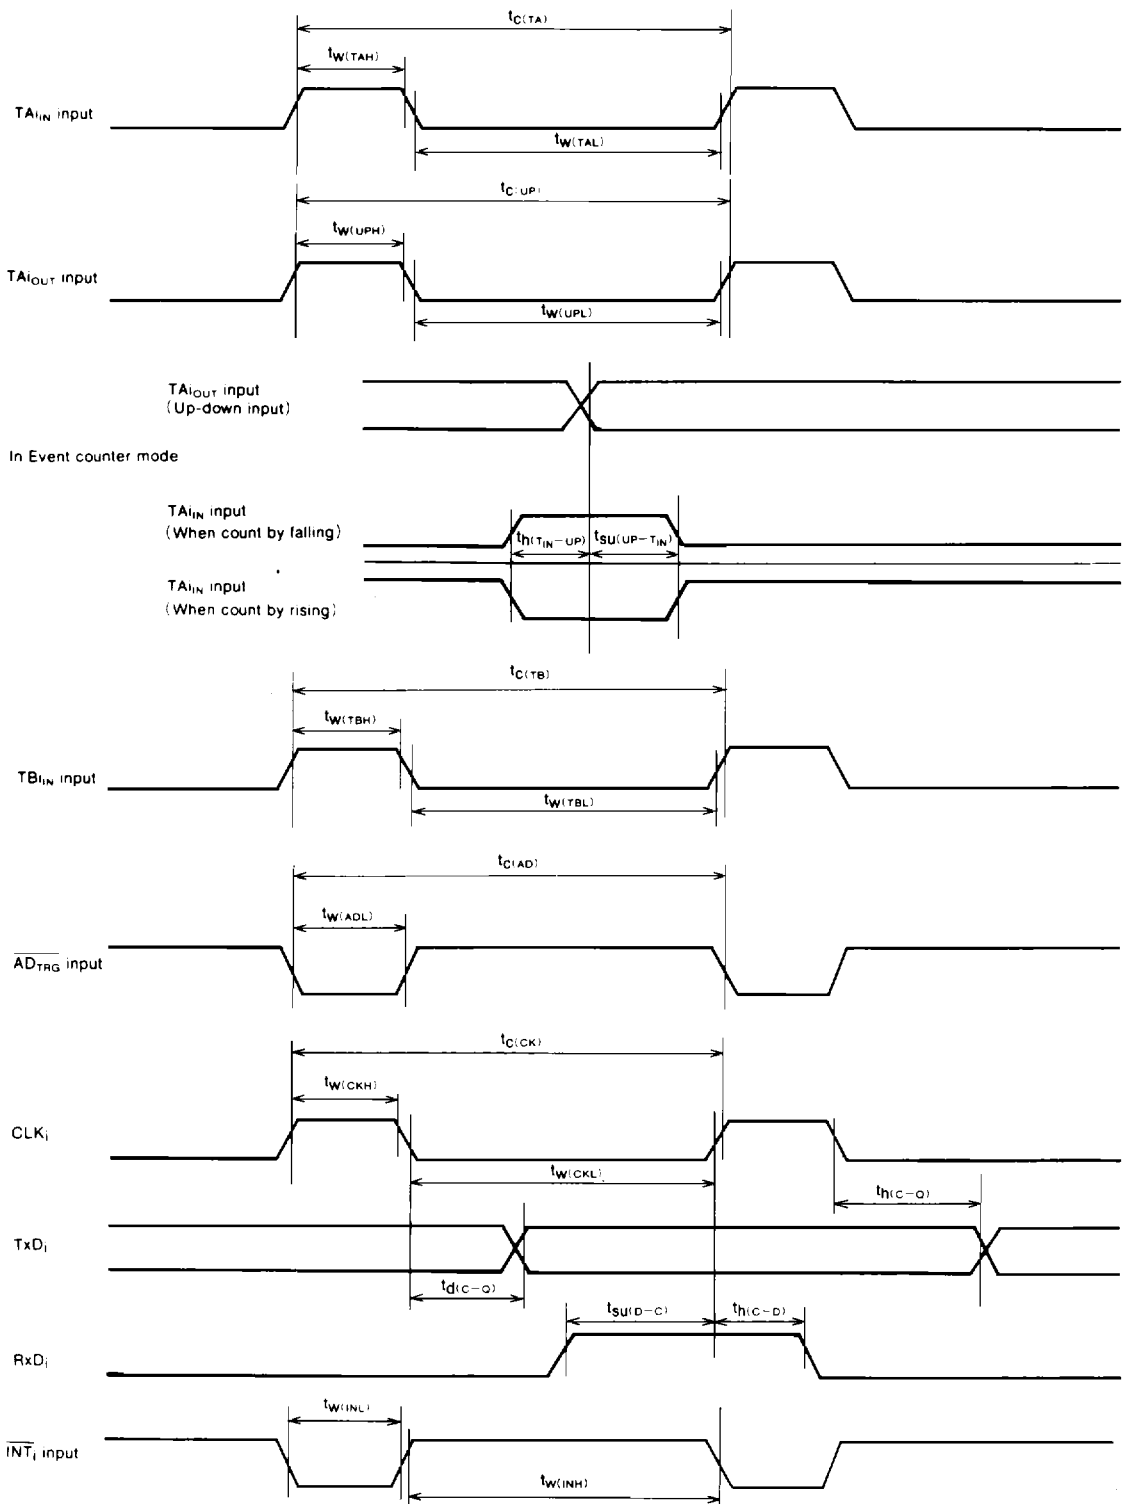 tC(TA)
tW(TAH)
TAiIN input
tW(TAL)
tC(UP)
tW(UPH)
TAiOUT input
tW(UPL)
TAiOUT input
(Up-down input)
In Event counter mode
TAiIN input
(When count by falling)
th(TIN-UP) tsu(UP-TIN)
TAiIN input
(When count by rising)
tC(TB)
tW(TBH)
TBiIN input
tW(TBL)
tC(AD)
tW(ADL)
ADTRG input
tC(CK)
tW(CKH)
CLKi
tW(CKL)
th(C-Q)
TxDi
td(C-Q)
tsu(D-C) th(C-D)
RxDi
tW(INL)
INTi input
tW(INH)